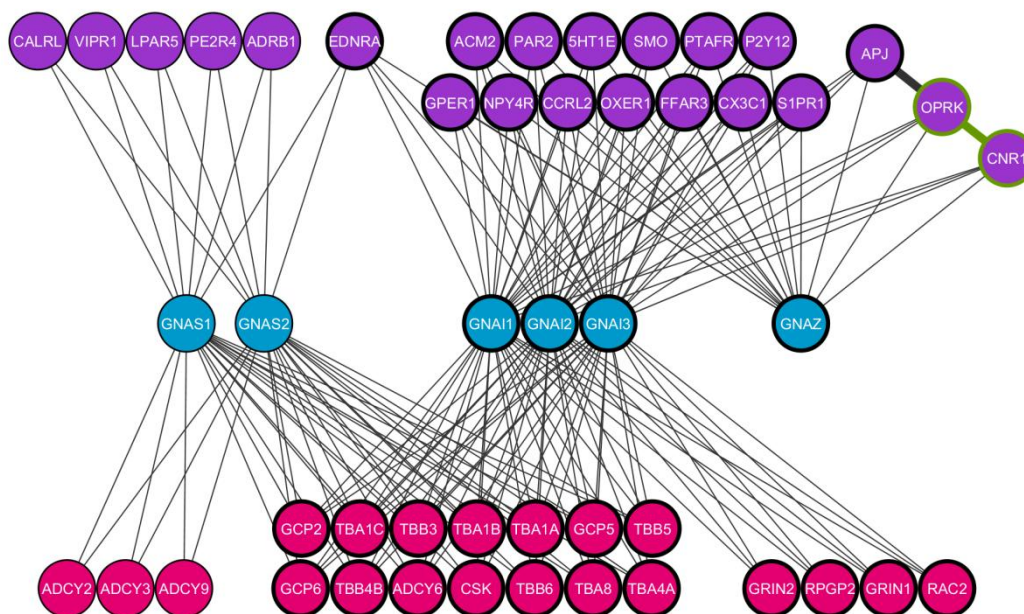 CALRL VIPR1 LPAR5 PE2R4 ADRB1 EDNRA ACM2 PAR2 5HT1E SMO PTAFR P2Y12 APJ
GPER1 NPY4R CCRL2 OXER1 FFAR3 CX3C1 S1PR1 OPRK
CNR1
GNAS1 GNAS2 GNAI1 GNAI2 GNAI3 GNAZ
GCP2 TBA1C TBB3 TBA1B TBA1A GCP5 TBB5
ADCY2 ADCY3 ADCY9 GCP6 TBB4B ADCY6 CSK TBB6 TBA8 TBA4A GRIN2 RPGP2 GRIN1 RAC2